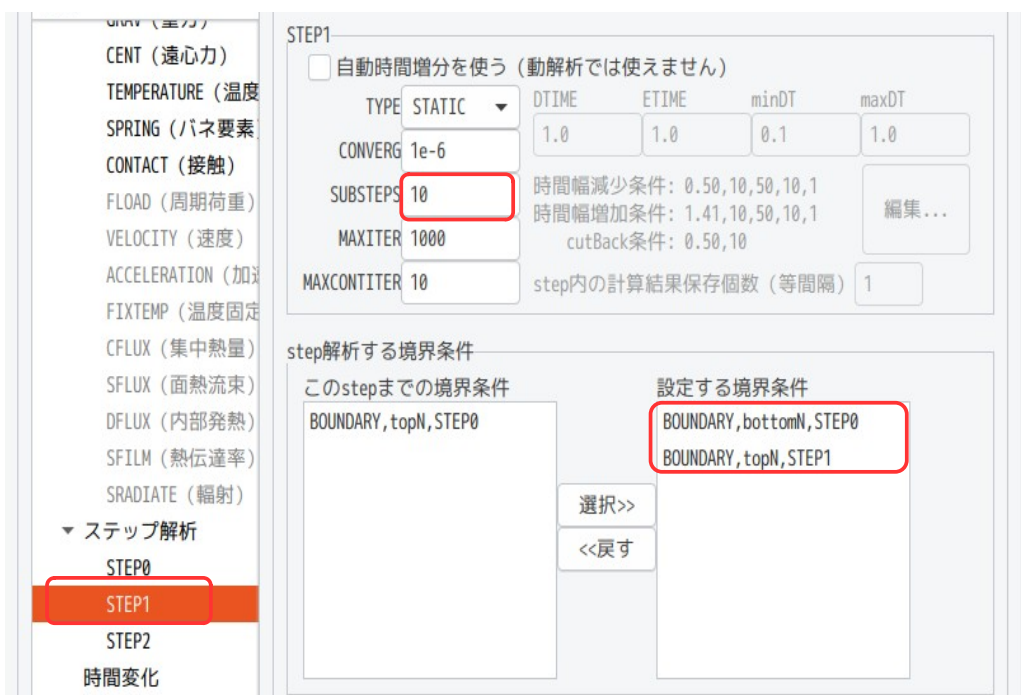 GRAV（重力）
CENT（遠心力）
TEMPERATURE（温度
SPRING（バネ要素
CONTACT（接触）
FLOAD（周期荷重）
VELOCITY（速度）
ACCELERATION（加速
FIXTEMP（温度固定
CFLUX（集中熱量）
SFLUX（面熱流束）
DFLUX（内部発熱）
SFILM（熱伝達率）
SRADIATE（輻射）
ステップ解析
STEP0
STEP1
STEP2
時間変化
STEP1
自動時間増分を使う（動解析では使えません）
TYPE STATIC
CONVERG 1e-6
SUBSTEPS 10
MAXITER 1000
MAXCONTITER 10
DTIME ETIME minDT maxDT
1.0 1.0 0.1 1.0
時間幅減少条件: 0.50,10,50,10,1
時間幅増加条件: 1.41,10,50,10,1
cutBack条件: 0.50,10
編集...
step内の計算結果保存個数（等間隔） 1
step解析する境界条件
このstepまでの境界条件
BOUNDARY,topN,STEP0
選択>>
<<戻す
設定する境界条件
BOUNDARY,bottomN,STEP0
BOUNDARY,topN,STEP1